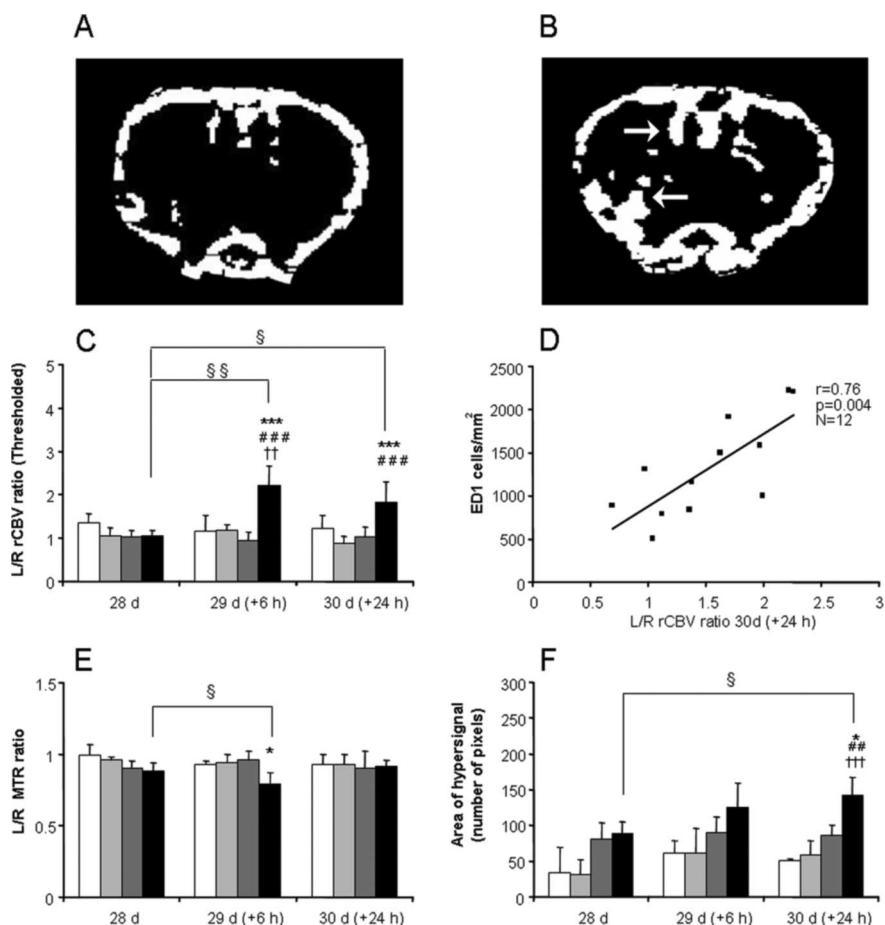 A
B
C
L/R rCBV ratio (Thresholded)
5
4
3
2
1
0
§
§ §
***
###
††
***
###
28 d
29 d (+6 h)
30 d (+24 h)
D
ED1 cells/mm²
2500
2000
1500
1000
500
0
r=0.76
p=0.004
N=12
0
0.5
1
1.5
2
2.5
3
L/R rCBV ratio 30d (+24 h)
E
L/R MTR ratio
1.5
1
0.5
0
§
*
28 d
29 d (+6 h)
30 d (+24 h)
F
Area of hypersignal
(number of pixels)
300
250
200
150
100
50
0
§
*
##
†††
28 d
29 d (+6 h)
30 d (+24 h)